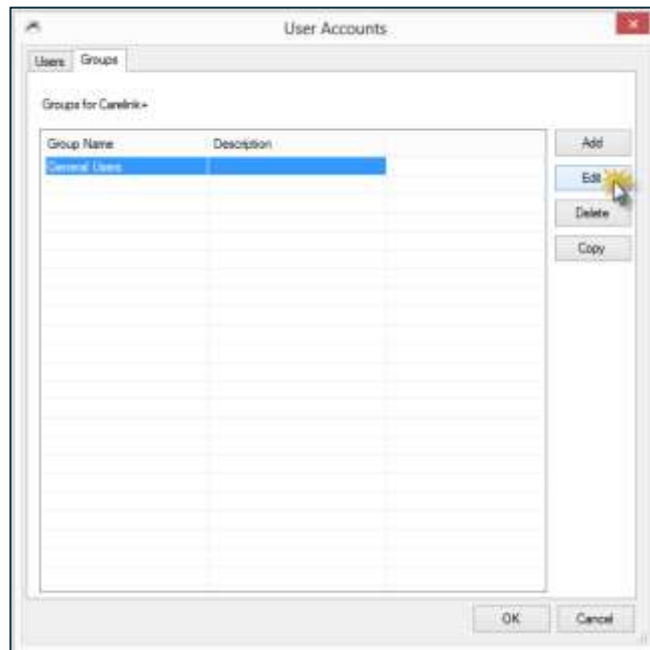 User Accounts
Users Groups
Groups for Carelink+
Group Name Description
General Users
Add
Edit
Delete
Copy
OK Cancel